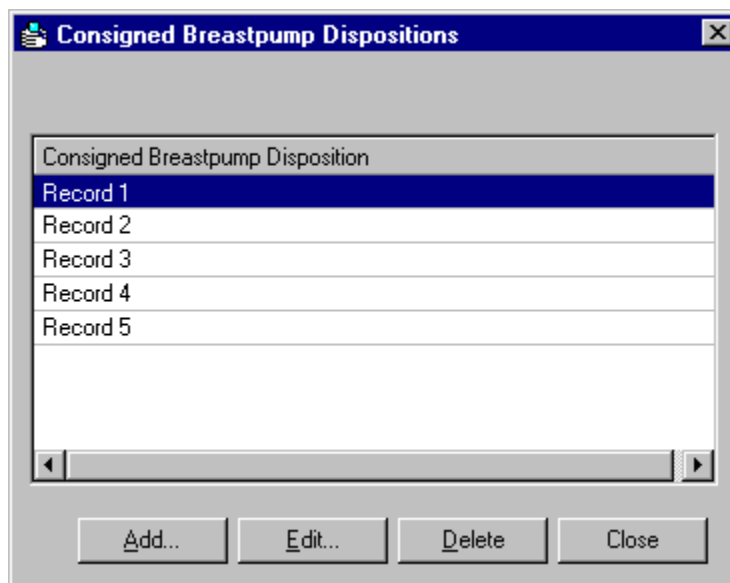 Consigned Breastpump Dispositions
Consigned Breastpump Disposition
Record 1
Record 2
Record 3
Record 4
Record 5
Add... Edit... Delete Close